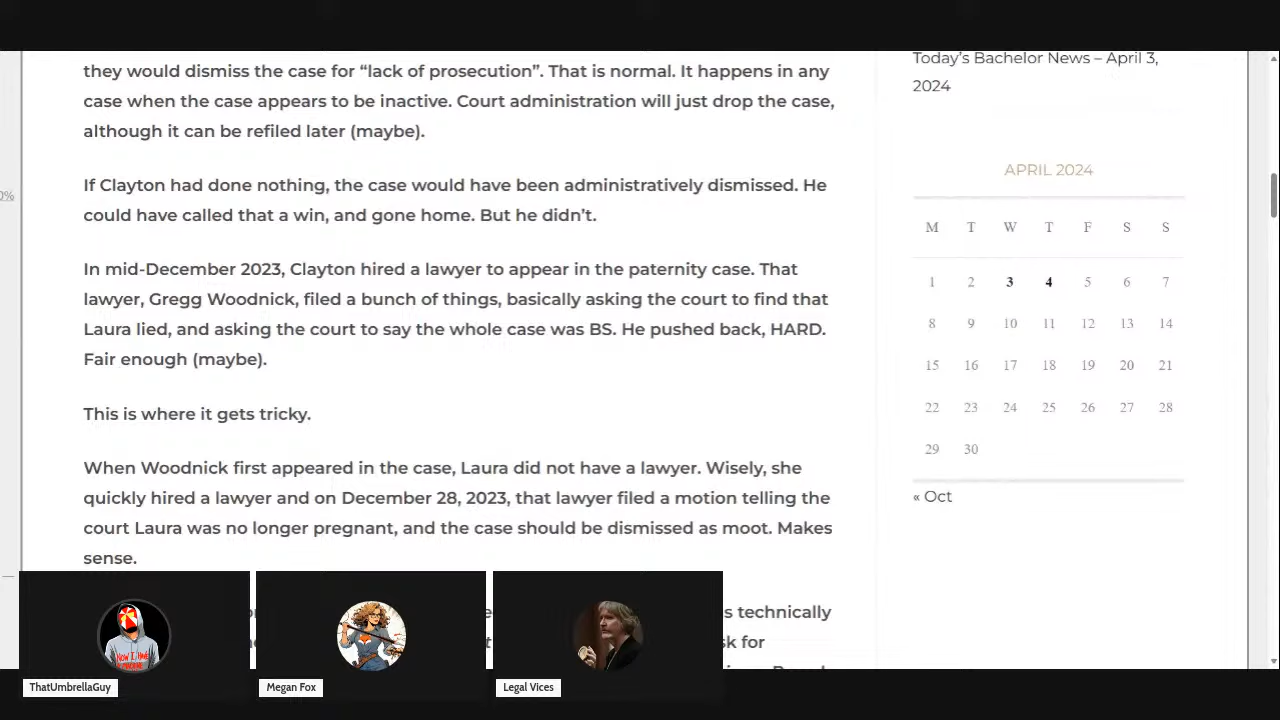 they would dismiss the case for “lack of prosecution”. That is normal. It happens in any
case when the case appears to be inactive. Court administration will just drop the case,
although it can be refiled later (maybe).
If Clayton had done nothing, the case would have been administratively dismissed. He
could have called that a win, and gone home. But he didn’t.
In mid-December 2023, Clayton hired a lawyer to appear in the paternity case. That
lawyer, Gregg Woodnick, filed a bunch of things, basically asking the court to find that
Laura lied, and asking the court to say the whole case was BS. He pushed back, HARD.
Fair enough (maybe).
This is where it gets tricky.
When Woodnick first appeared in the case, Laura did not have a lawyer. Wisely, she
quickly hired a lawyer and on December 28, 2023, that lawyer filed a motion telling the
court Laura was no longer pregnant, and the case should be dismissed as moot. Makes
sense.
technically
for
Today’s Bachelor News – April 3,
2024
APRIL 2024
M T W T F S S
1 2 3 4 5 6 7
8 9 10 11 12 13 14
15 16 17 18 19 20 21
22 23 24 25 26 27 28
29 30
« Oct
0%
ThatUmbrellaGuy
Megan Fox
Legal Vices